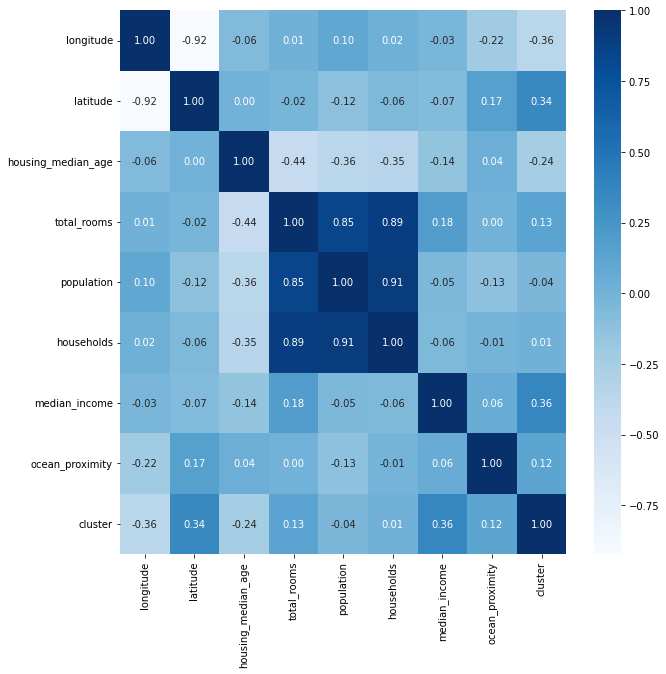 longitude 1.00 -0.92 -0.06 0.01 0.10 0.02 -0.03 -0.22 -0.36
latitude -0.92 1.00 0.00 -0.02 -0.12 -0.06 -0.07 0.17 0.34
housing_median_age -0.06 0.00 1.00 -0.44 -0.36 -0.35 -0.14 0.04 -0.24
total_rooms 0.01 -0.02 -0.44 1.00 0.85 0.89 0.18 0.00 0.13
population 0.10 -0.12 -0.36 0.85 1.00 0.91 -0.05 -0.13 -0.04
households 0.02 -0.06 -0.35 0.89 0.91 1.00 -0.06 -0.01 0.01
median_income -0.03 -0.07 -0.14 0.18 -0.05 -0.06 1.00 0.06 0.36
ocean_proximity -0.22 0.17 0.04 0.00 -0.13 -0.01 0.06 1.00 0.12
cluster -0.36 0.34 -0.24 0.13 -0.04 0.01 0.36 0.12 1.00
longitude
latitude
housing_median_age
total_rooms
population
households
median_income
ocean_proximity
cluster
1.00
0.75
0.50
0.25
0.00
-0.25
-0.50
-0.75